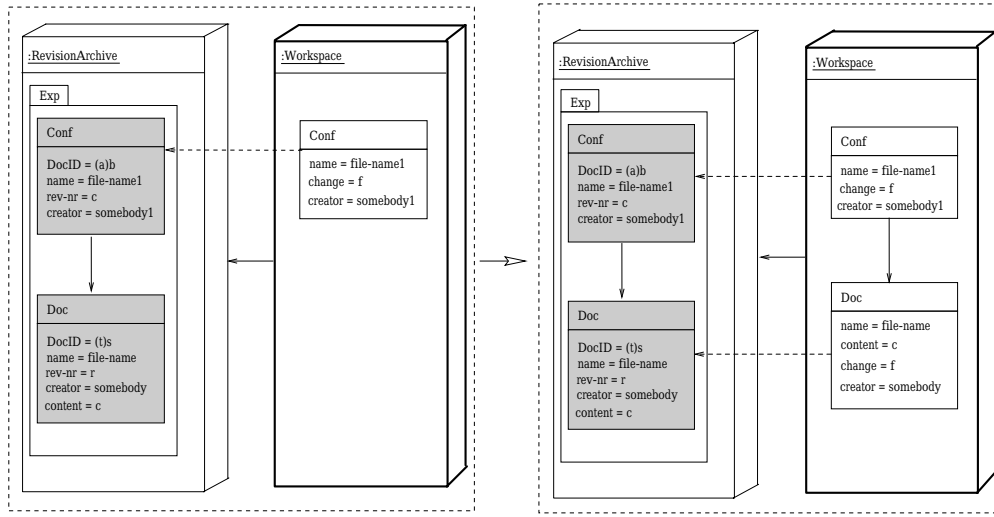 :RevisionArchive
Exp
Conf
DocID = (a)b
name = file-name1
rev-nr = c
creator = somebody1
Doc
DocID = (t)s
name = file-name
rev-nr = r
creator = somebody
content = c
:Workspace
Conf
name = file-name1
change = f
creator = somebody1
:RevisionArchive
Exp
Conf
DocID = (a)b
name = file-name1
rev-nr = c
creator = somebody1
Doc
DocID = (t)s
name = file-name
rev-nr = r
creator = somebody
content = c
:Workspace
Conf
name = file-name1
change = f
creator = somebody1
Doc
name = file-name
content = c
change = f
creator = somebody